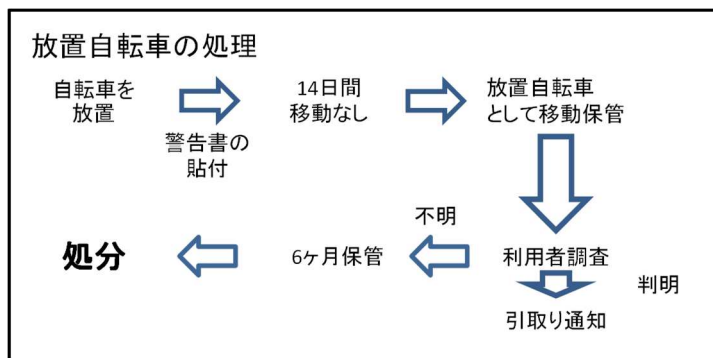 放置自転車の処理
自転車を
放置
警告書の
貼付
14日間
移動なし
放置自転車
として移動保管
利用者調査
判明
引取り通知
不明
6ヶ月保管
処分